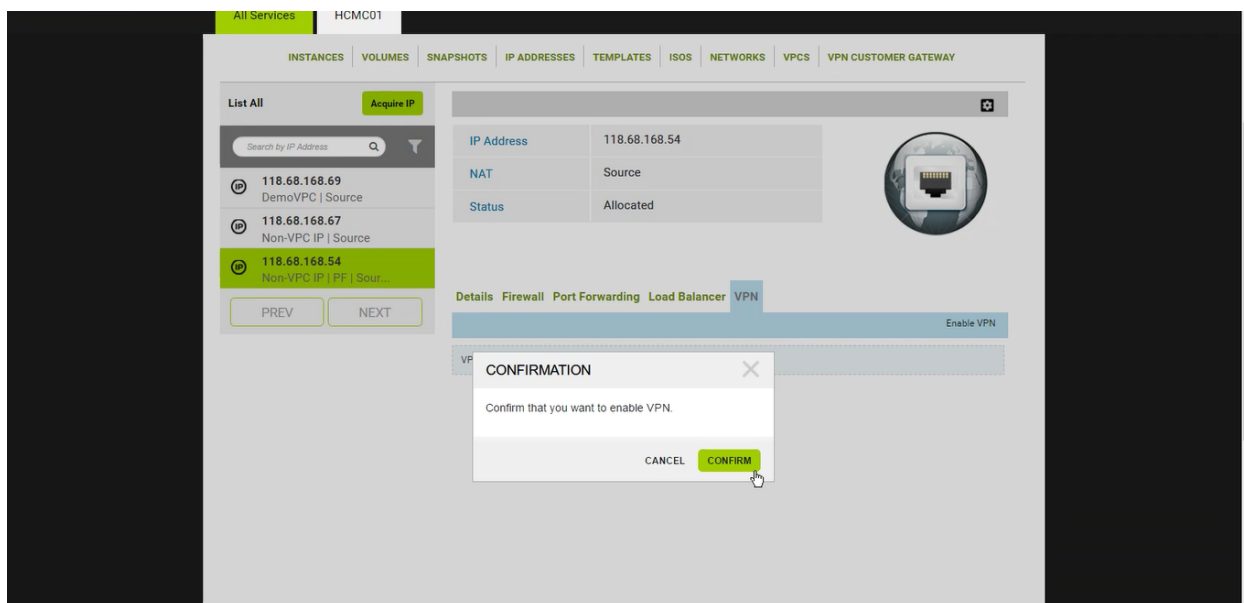 All Services HCMC01
INSTANCES VOLUMES SNAPSHOTS IP ADDRESSES TEMPLATES ISOS NETWORKS VPCS VPN CUSTOMER GATEWAY
List All Acquire IP
Search by IP Address
IP 118.68.168.69
DemoVPC | Source
IP 118.68.168.67
Non-VPC IP | Source
IP 118.68.168.54
Non-VPC IP | PF | Sour...
PREV NEXT
IP Address 118.68.168.54
NAT Source
Status Allocated
Details Firewall Port Forwarding Load Balancer VPN
Enable VPN
CONFIRMATION
Confirm that you want to enable VPN.
CANCEL CONFIRM